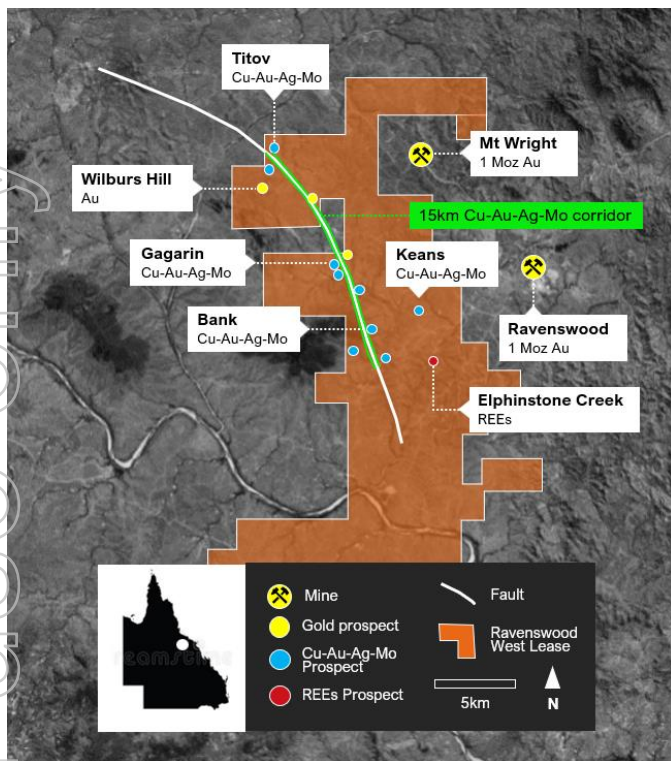 Titov
Cu-Au-Ag-Mo
Mt Wright
1 Moz Au
Wilburs Hill
Au
15km Cu-Au-Ag-Mo corridor
Gagarin
Cu-Au-Ag-Mo
Keans
Cu-Au-Ag-Mo
Bank
Cu-Au-Ag-Mo
Ravenswood
1 Moz Au
Elphinstone Creek
REEs
Mine
Gold prospect
Cu-Au-Ag-Mo
Prospect
REEs Prospect
Fault
Ravenswood
West Lease
5km
N